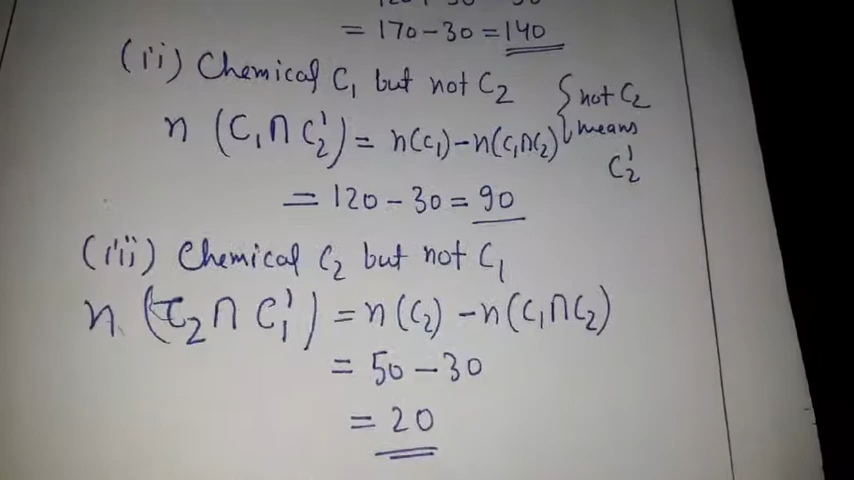 = 170 - 30 = 140
(ii) Chemical C₁ but not C₂
{ not C₂ means C₂'
n (C₁ ∩ C₂') = n(C₁) - n(C₁∩C₂)
= 120 - 30 = 90
(iii) Chemical C₂ but not C₁
n (C₂ ∩ C₁') = n(C₂) - n(C₁∩C₂)
= 50 - 30
= 20